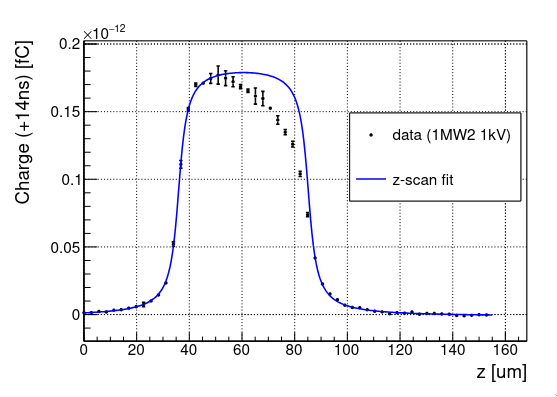 ×10⁻¹²
Charge (+14ns) [fC]
0.2
0.15
0.1
0.05
0
data (1MW2 1kV)
z-scan fit
0 20 40 60 80 100 120 140 160
z [um]